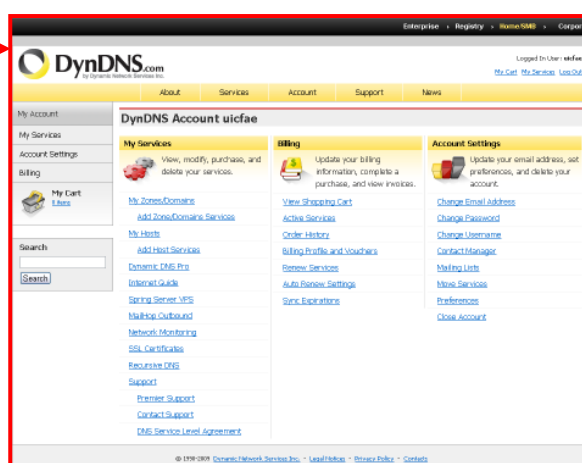 Enterprise › Registry › Home/SMB › Corpor
DynDNS.com
by Dynamic Network Services Inc.
Logged In User: uicfae
My Cart My Services Log Out
About Services Account Support News
My Account
My Services
Account Settings
Billing
My Cart
0 items
Search
Search
DynDNS Account uicfae
My Services
View, modify, purchase, and
delete your services.
My Zones/Domains
Add Zone/Domains Services
My Hosts
Add Host Services
Dynamic DNS Pro
Internet Guide
Spring Server VPS
MailHop Outbound
Network Monitoring
SSL Certificates
Recursive DNS
Support
Premier Support
Contact Support
DNS Service Level Agreement
Billing
Update your billing
information, complete a
purchase, and view invoices.
View Shopping Cart
Active Services
Order History
Billing Profile and Vouchers
Renew Services
Auto Renew Settings
Sync Expirations
Account Settings
Update your email address, set
preferences, and delete your
account.
Change Email Address
Change Password
Change Username
Contact Manager
Mailing Lists
Move Services
Preferences
Close Account
© 1998-2009 Dynamic Network Services Inc. - Legal Notices - Privacy Policy - Contacts